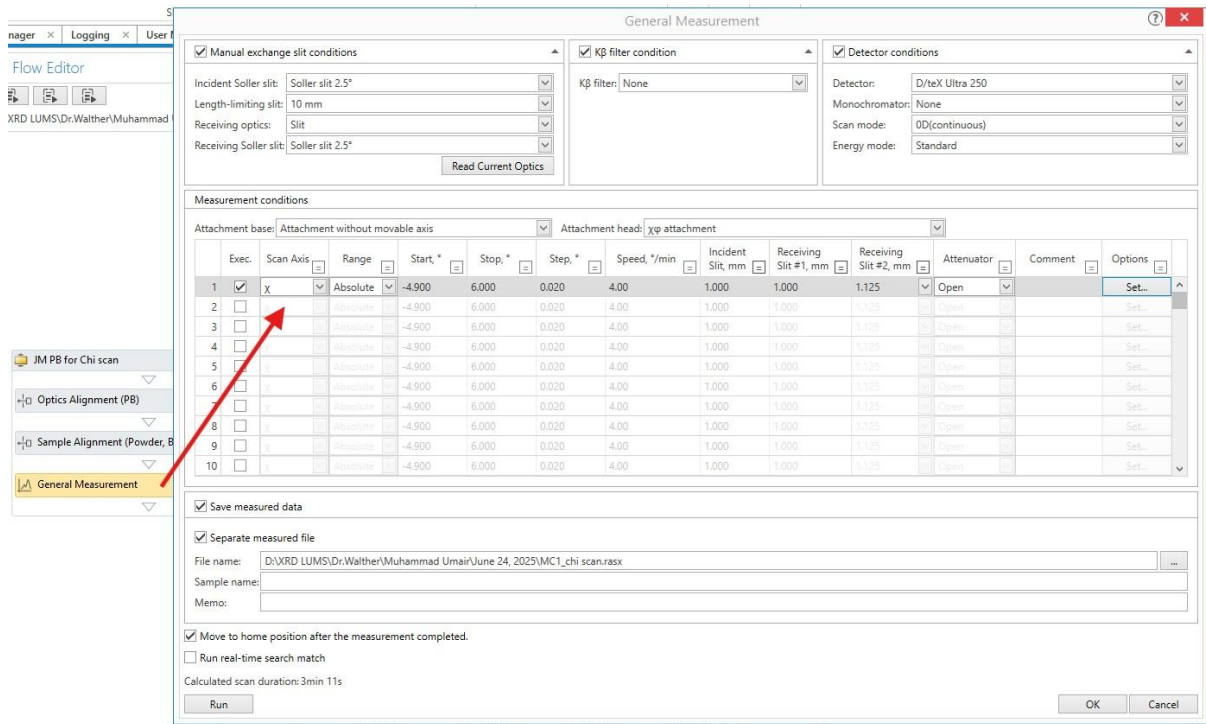 S
General Measurement
nager × Logging × User M
Flow Editor
XRD LUMS\Dr.Walther\Muhammad U
Manual exchange slit conditions
Incident Soller slit: Soller slit 2.5°
Length-limiting slit: 10 mm
Receiving optics: Slit
Receiving Soller slit: Soller slit 2.5°
Read Current Optics
Kβ filter condition
Kβ filter: None
Detector conditions
Detector: D/teX Ultra 250
Monochromator: None
Scan mode: 0D(continuous)
Energy mode: Standard
Measurement conditions
Attachment base: Attachment without movable axis Attachment head: χφ attachment
Exec. Scan Axis Range Start, ° Stop, ° Step, ° Speed, °/min Incident Slit, mm Receiving Slit #1, mm Receiving Slit #2, mm Attenuator Comment Options
1 χ Absolute -4.900 6.000 0.020 4.00 1.000 1.000 1.125 Open Set...
2 χ Absolute -4.900 6.000 0.020 4.00 1.000 1.000 1.125 Open Set...
3 χ Absolute -4.900 6.000 0.020 4.00 1.000 1.000 1.125 Open Set...
4 χ Absolute -4.900 6.000 0.020 4.00 1.000 1.000 1.125 Open Set...
5 χ Absolute -4.900 6.000 0.020 4.00 1.000 1.000 1.125 Open Set...
6 χ Absolute -4.900 6.000 0.020 4.00 1.000 1.000 1.125 Open Set...
7 χ Absolute -4.900 6.000 0.020 4.00 1.000 1.000 1.125 Open Set...
8 χ Absolute -4.900 6.000 0.020 4.00 1.000 1.000 1.125 Open Set...
9 χ Absolute -4.900 6.000 0.020 4.00 1.000 1.000 1.125 Open Set...
10 χ Absolute -4.900 6.000 0.020 4.00 1.000 1.000 1.125 Open Set...
JM PB for Chi scan
Optics Alignment (PB)
Sample Alignment (Powder, B
General Measurement
Save measured data
Separate measured file
File name: D:\XRD LUMS\Dr.Walther\Muhammad Umair\June 24, 2025\MC1_chi scan.rasx ...
Sample name:
Memo:
Move to home position after the measurement completed.
Run real-time search match
Calculated scan duration: 3min 11s
Run OK Cancel